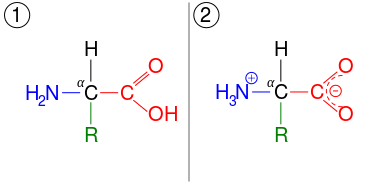 1 2
H H
O O
α α
H₂N C C H₃N⊕ C C ⊖
OH O
R R